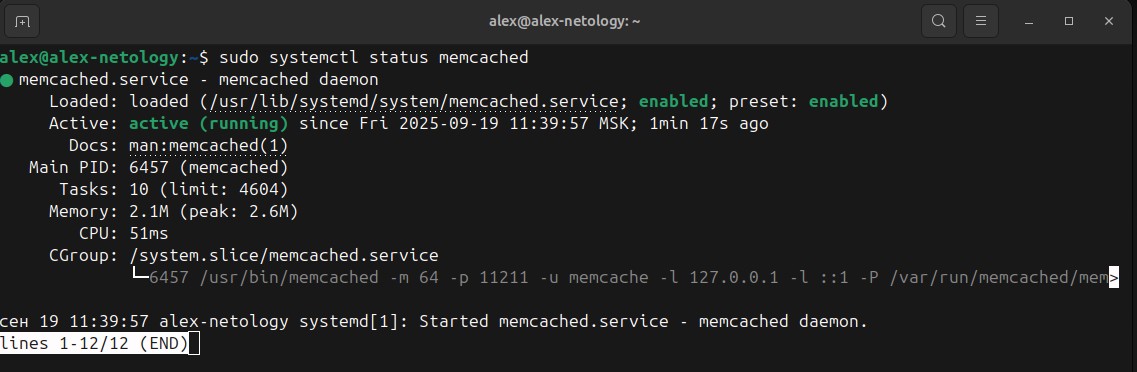 alex@alex-netology: ~
alex@alex-netology:~$ sudo systemctl status memcached
● memcached.service - memcached daemon
Loaded: loaded (/usr/lib/systemd/system/memcached.service; enabled; preset: enabled)
Active: active (running) since Fri 2025-09-19 11:39:57 MSK; 1min 17s ago
Docs: man:memcached(1)
Main PID: 6457 (memcached)
Tasks: 10 (limit: 4604)
Memory: 2.1M (peak: 2.6M)
CPU: 51ms
CGroup: /system.slice/memcached.service
└─6457 /usr/bin/memcached -m 64 -p 11211 -u memcache -l 127.0.0.1 -l ::1 -P /var/run/memcached/mem>
сен 19 11:39:57 alex-netology systemd[1]: Started memcached.service - memcached daemon.
lines 1-12/12 (END)